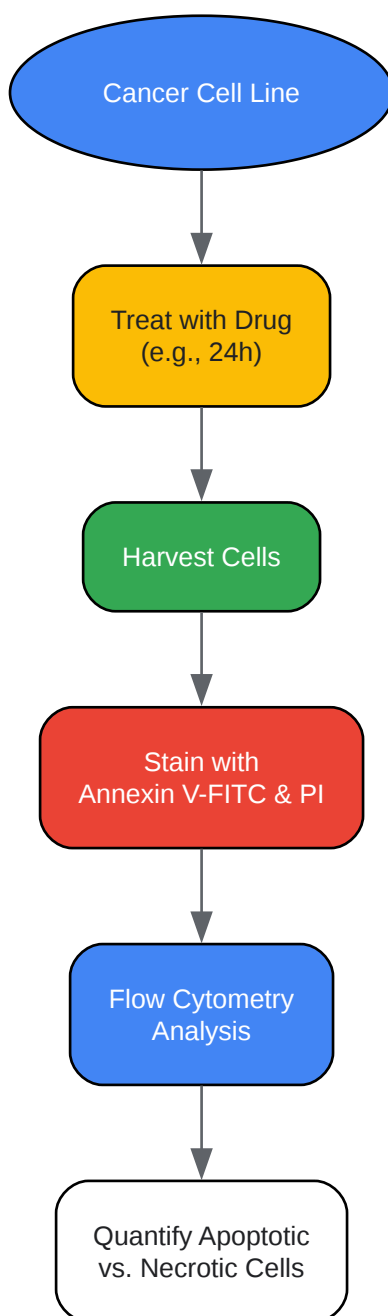 Cancer Cell Line
Treat with Drug
(e.g., 24h)
Harvest Cells
Stain with
Annexin V-FITC & PI
Flow Cytometry
Analysis
Quantify Apoptotic
vs. Necrotic Cells